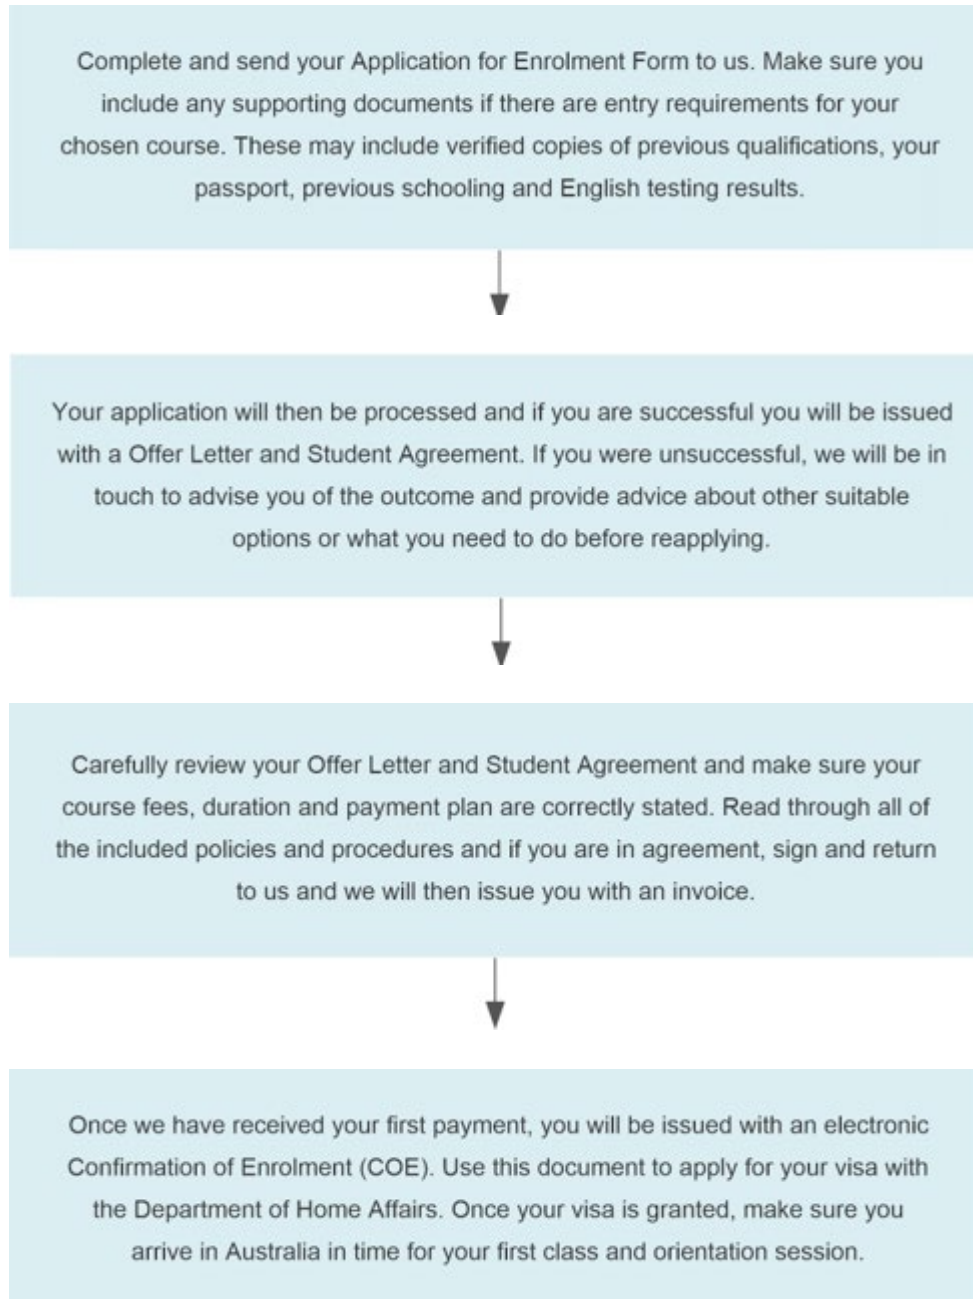 Complete and send your Application for Enrolment Form to us. Make sure you
include any supporting documents if there are entry requirements for your
chosen course. These may include verified copies of previous qualifications, your
passport, previous schooling and English testing results.
Your application will then be processed and if you are successful you will be issued
with a Offer Letter and Student Agreement. If you were unsuccessful, we will be in
touch to advise you of the outcome and provide advice about other suitable
options or what you need to do before reapplying.
Carefully review your Offer Letter and Student Agreement and make sure your
course fees, duration and payment plan are correctly stated. Read through all of
the included policies and procedures and if you are in agreement, sign and return
to us and we will then issue you with an invoice.
Once we have received your first payment, you will be issued with an electronic
Confirmation of Enrolment (COE). Use this document to apply for your visa with
the Department of Home Affairs. Once your visa is granted, make sure you
arrive in Australia in time for your first class and orientation session.